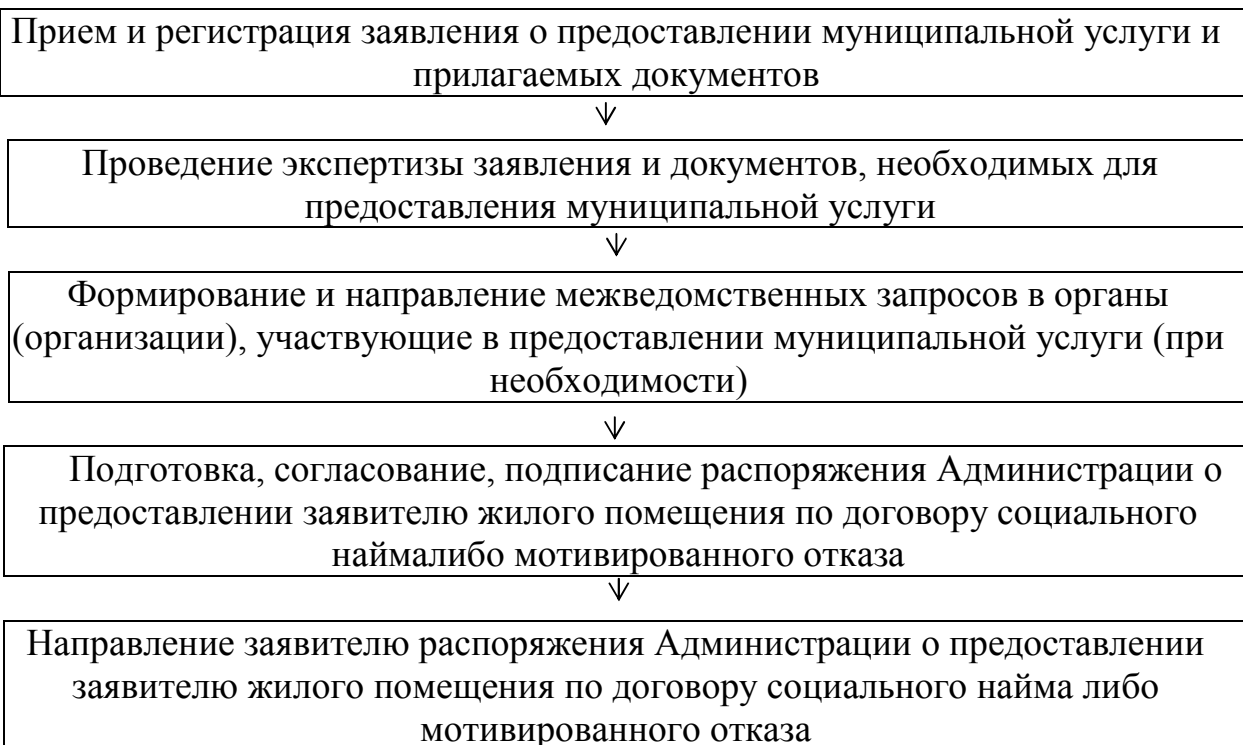 Прием и регистрация заявления о предоставлении муниципальной услуги и
прилагаемых документов
Проведение экспертизы заявления и документов, необходимых для
предоставления муниципальной услуги
Формирование и направление межведомственных запросов в органы
(организации), участвующие в предоставлении муниципальной услуги (при
необходимости)
Подготовка, согласование, подписание распоряжения Администрации о
предоставлении заявителю жилого помещения по договору социального
наймалибо мотивированного отказа
Направление заявителю распоряжения Администрации о предоставлении
заявителю жилого помещения по договору социального найма либо
мотивированного отказа